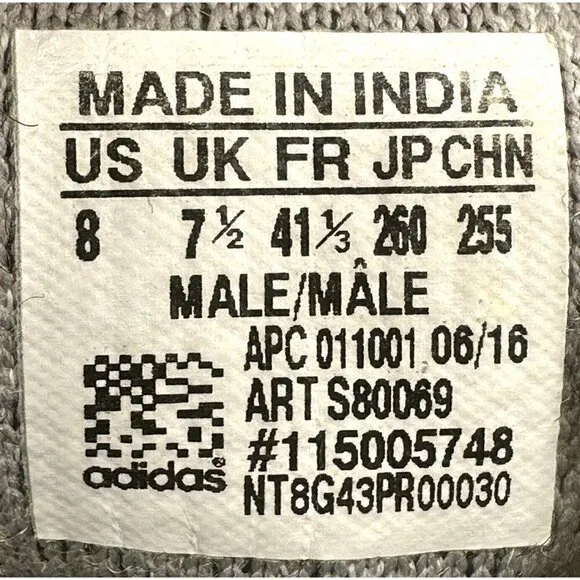 MADE IN INDIA
US UK FR JP CHN
8 7½ 41⅓ 260 255
MALE/MÂLE
APC 011001 06/16
ART S80069
#115005748
adidas®
NT8G43PR00030